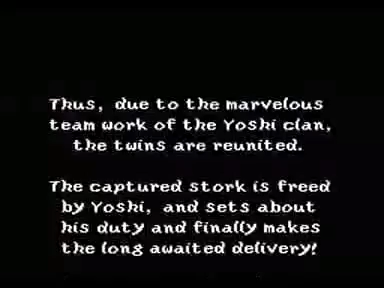 Thus, due to the marvelous
team work of the Yoshi clan,
the twins are reunited.
The captured stork is freed
by Yoshi, and sets about
his duty and finally makes
the long awaited delivery!